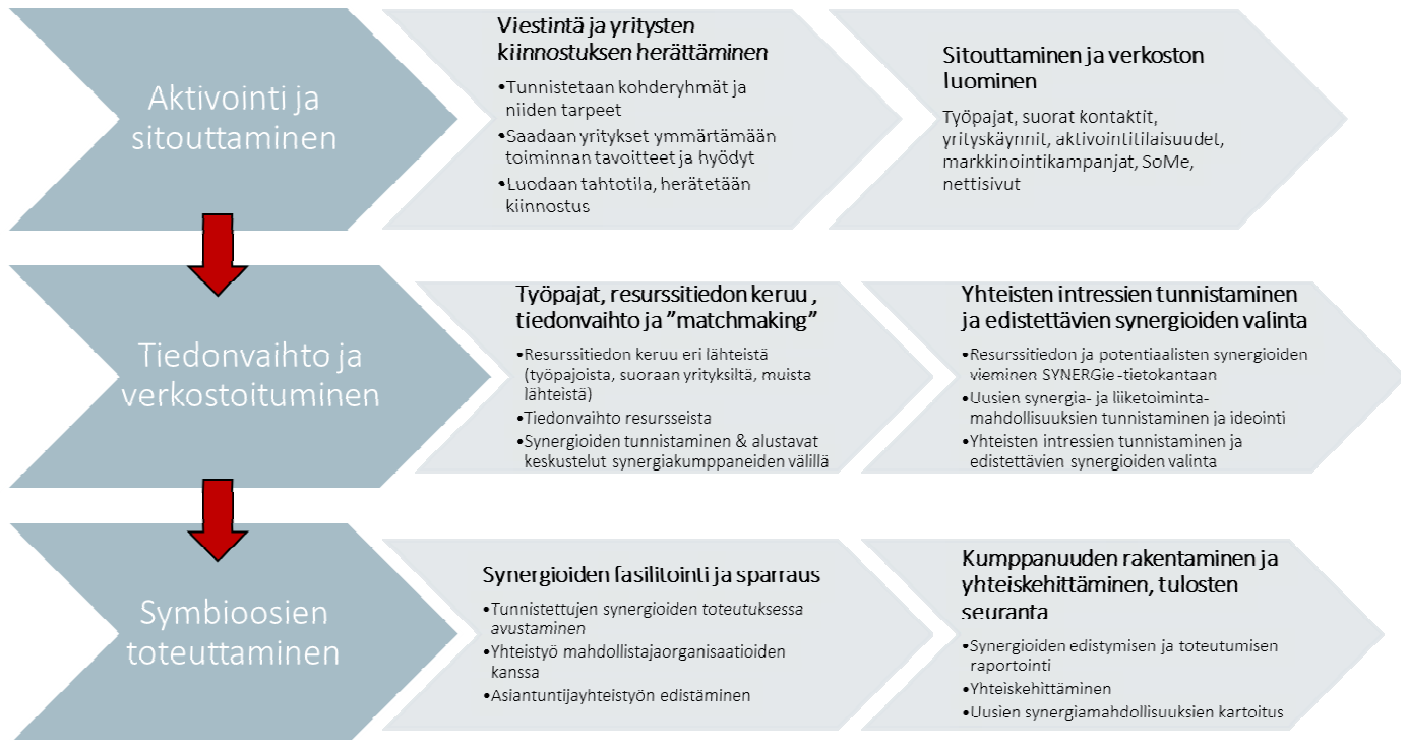 Aktivointi ja
sitouttaminen
Viestintä ja yritysten
kiinnostuksen herättäminen
•Tunnistetaan kohderyhmät ja
niiden tarpeet
•Saadaan yritykset ymmärtämään
toiminnan tavoitteet ja hyödyt
•Luodaan tahtotila, herätetään
kiinnostus
Sitouttaminen ja verkoston
luominen
Työpajat, suorat kontaktit,
yrityskäynnit, aktivointitilaisuudet,
markkinointikampanjat, SoMe,
nettisivut
Tiedonvaihto ja
verkostoituminen
Työpajat, resurssitiedon keruu ,
tiedonvaihto ja ”matchmaking”
•Resurssitiedon keruu eri lähteistä
(työpajoista, suoraan yrityksiltä, muista
lähteistä)
•Tiedonvaihto resursseista
•Synergioiden tunnistaminen & alustavat
keskustelut synergiakumppaneiden välillä
Yhteisten intressien tunnistaminen
ja edistettävien synergioiden valinta
•Resurssitiedon ja potentiaalisten synergioiden
vieminen SYNERGie -tietokantaan
•Uusien synergia- ja liiketoiminta-
mahdollisuuksien tunnistaminen ja ideointi
•Yhteisten intressien tunnistaminen ja
edistettävien synergioiden valinta
Symbioosien
toteuttaminen
Synergioiden fasilitointi ja sparraus
•Tunnistettujen synergioiden toteutuksessa
avustaminen
•Yhteistyö mahdollistajaorganisaatioiden
kanssa
•Asiantuntijayhteistyön edistäminen
Kumppanuuden rakentaminen ja
yhteiskehittäminen, tulosten
seuranta
•Synergioiden edistymisen ja toteutumisen
raportointi
•Yhteiskehittäminen
•Uusien synergiamahdollisuuksien kartoitus